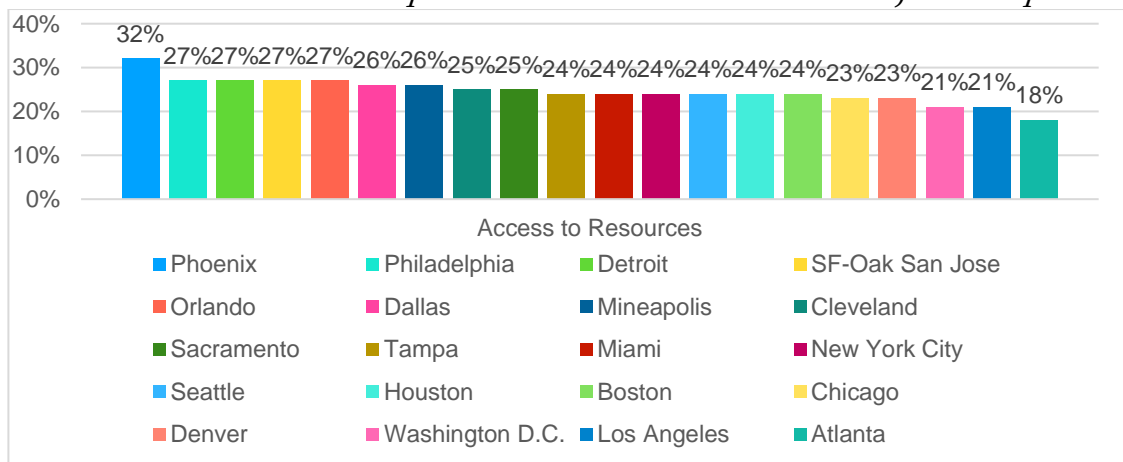 40%
30%
20%
10%
0%
32%
27% 27% 27% 27% 26% 26% 25% 25% 24% 24% 24% 24% 24% 24% 23% 23% 21% 21% 18%
Access to Resources
Phoenix Philadelphia Detroit SF-Oak San Jose
Orlando Dallas Mineapolis Cleveland
Sacramento Tampa Miami New York City
Seattle Houston Boston Chicago
Denver Washington D.C. Los Angeles Atlanta